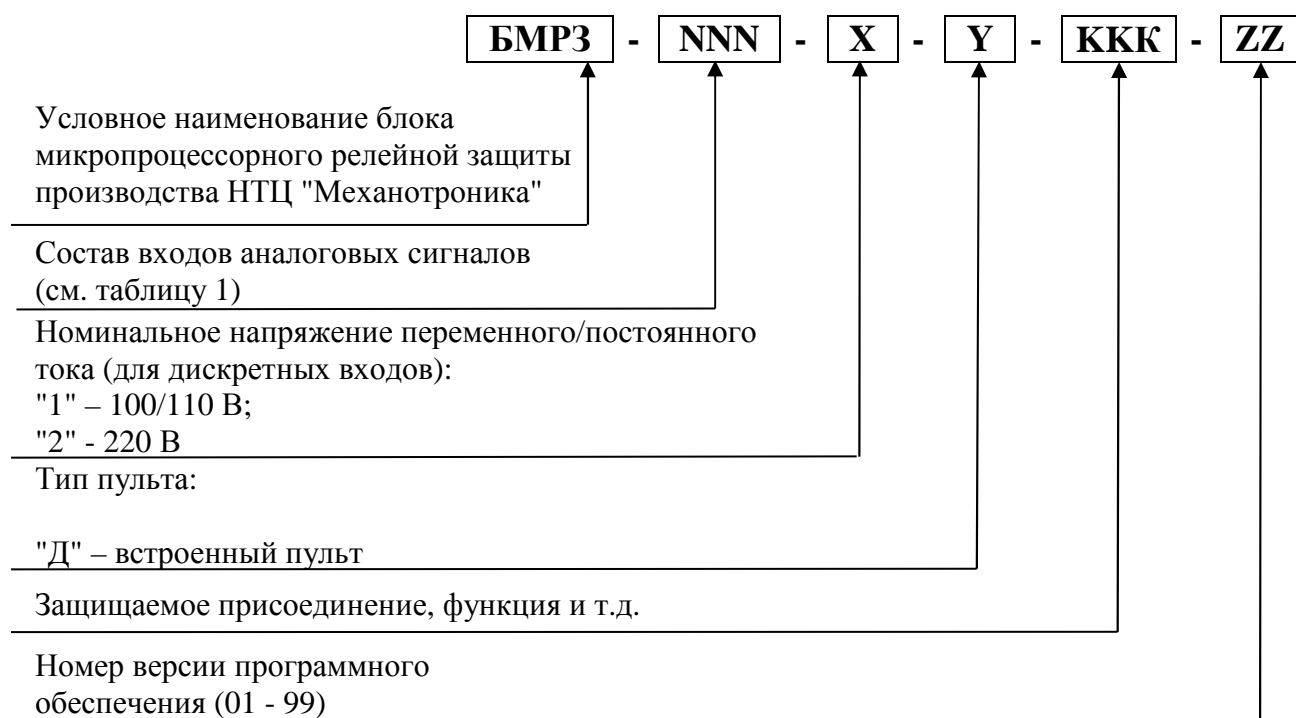 БМРЗ - NNN - X - Y - KKK - ZZ
Условное наименование блока
микропроцессорного релейной защиты
производства НТЦ "Механотроника"
Состав входов аналоговых сигналов
(см. таблицу 1)
Номинальное напряжение переменного/постоянного
тока (для дискретных входов):
"1" – 100/110 В;
"2" - 220 В
Тип пульта:
"Д" – встроенный пульт
Защищаемое присоединение, функция и т.д.
Номер версии программного
обеспечения (01 - 99)